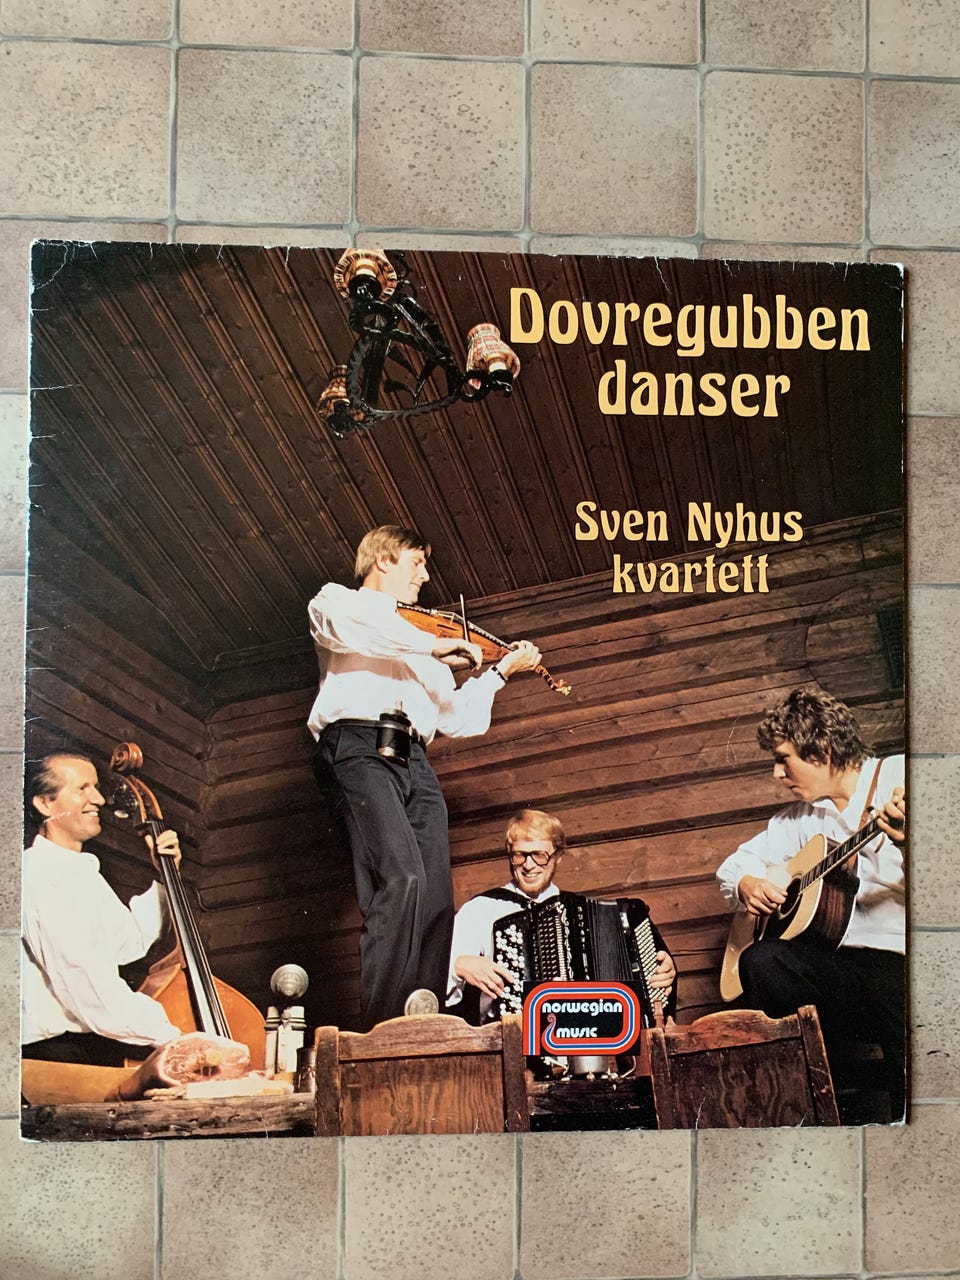 Dovregubben
danser
Sven Nyhus
kvartett
norwegian
music